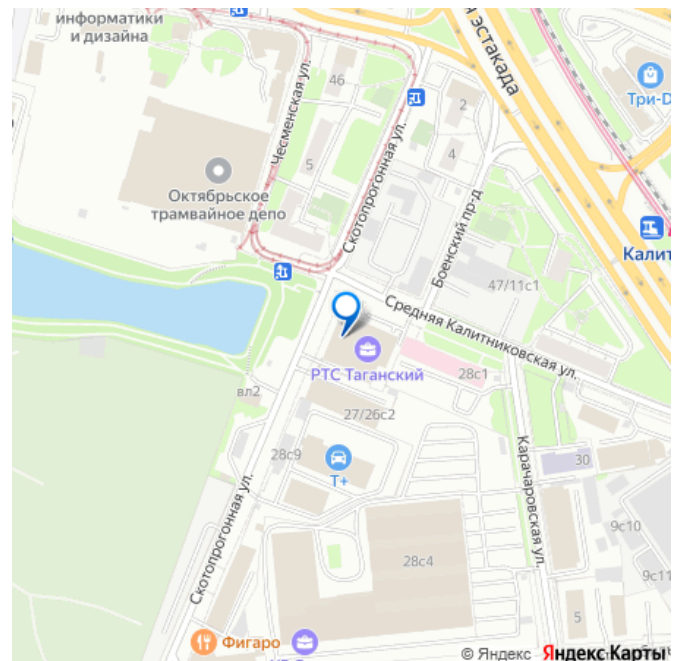 информатики
и дизайна
Чесменская ул.
46
я эстакада
Три-D
2
4
5
Скотопрогонная ул.
Октябрьское
трамвайное депо
Боенский пр-д
Калит
47/11с1
Средняя Калитниковская ул.
РТС Таганский
28с1
вл2
27/26с2
28с9
Т+
Карачаровская ул.
30
Скотопрогонная ул.
9с10
28с4
9с11
5
Фигаро
© Яндекс Яндекс Карты